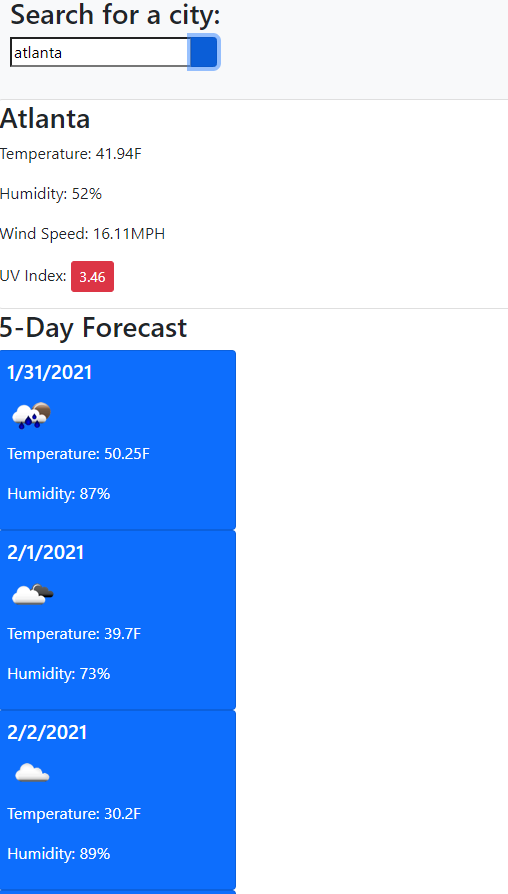 Search for a city:
atlanta
Atlanta
Temperature: 41.94F
Humidity: 52%
Wind Speed: 16.11MPH
UV Index: 3.46
5-Day Forecast
1/31/2021
Temperature: 50.25F
Humidity: 87%
2/1/2021
Temperature: 39.7F
Humidity: 73%
2/2/2021
Temperature: 30.2F
Humidity: 89%